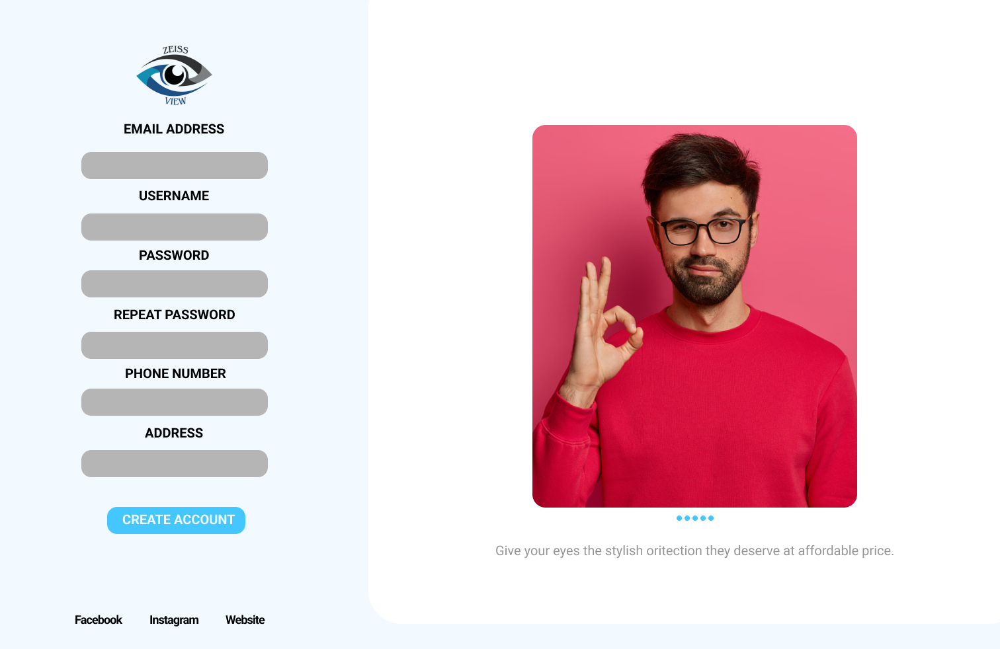 ZEISS
VIEW
EMAIL ADDRESS
USERNAME
PASSWORD
REPEAT PASSWORD
PHONE NUMBER
ADDRESS
CREATE ACCOUNT
Facebook Instagram Website
Give your eyes the stylish oritection they deserve at affordable price.